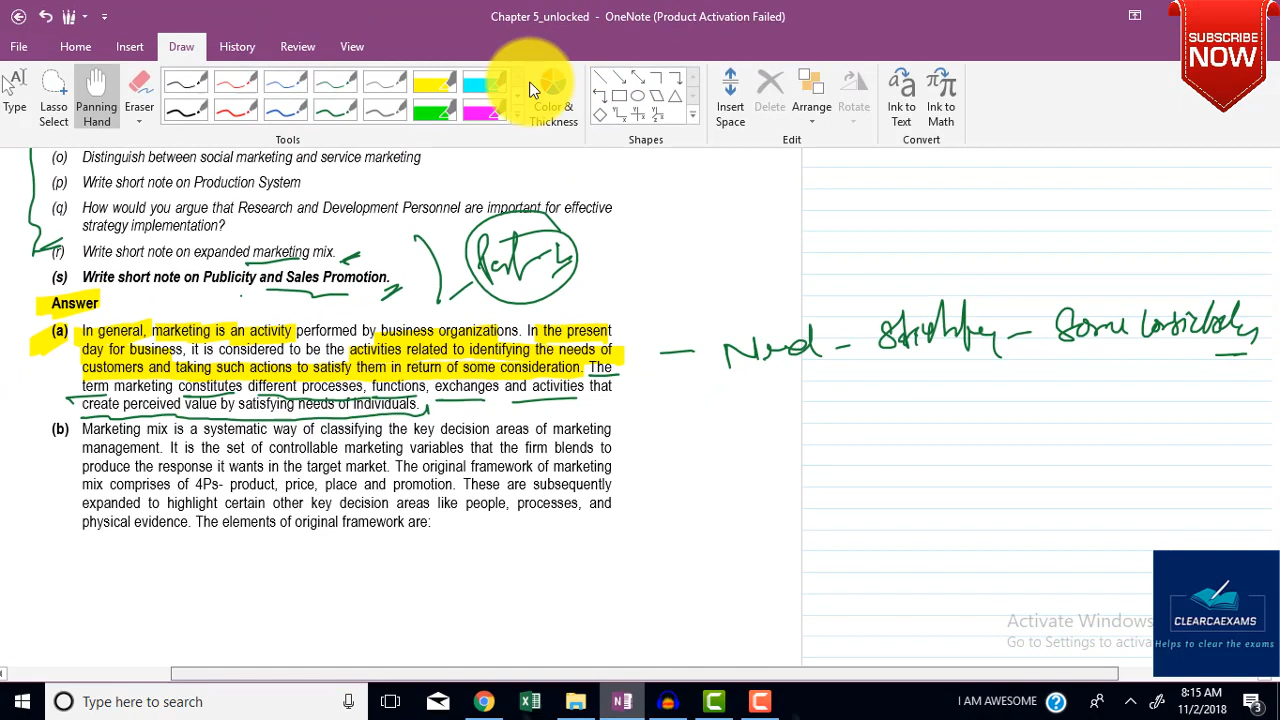 Chapter 5_unlocked - OneNote (Product Activation Failed)
SUBSCRIBE
NOW
File Home Insert Draw History Review View
Type
Lasso
Select
Panning
Hand
Eraser
Color &
Thickness
Insert
Space
Delete
Arrange
Rotate
Ink to
Text
Ink to
Math
Tools Shapes Edit Convert
(o) Distinguish between social marketing and service marketing
(p) Write short note on Production System
(q) How would you argue that Research and Development Personnel are important for effective
strategy implementation?
(r) Write short note on expanded marketing mix.
(s) Write short note on Publicity and Sales Promotion.
Answer
(a) In general, marketing is an activity performed by business organizations. In the present
day for business, it is considered to be the activities related to identifying the needs of
customers and taking such actions to satisfy them in return of some consideration. The
term marketing constitutes different processes, functions, exchanges and activities that
create perceived value by satisfying needs of individuals.
Need -
(b) Marketing mix is a systematic way of classifying the key decision areas of marketing
management. It is the set of controllable marketing variables that the firm blends to
produce the response it wants in the target market. The original framework of marketing
mix comprises of 4Ps- product, price, place and promotion. These are subsequently
expanded to highlight certain other key decision areas like people, processes, and
physical evidence. The elements of original framework are:
Activate Windows
Go to Settings to activa
CLEARCAEXAMS
Helps to clear the exams
Type here to search
I AM AWESOME
8:15 AM
11/2/2018
3